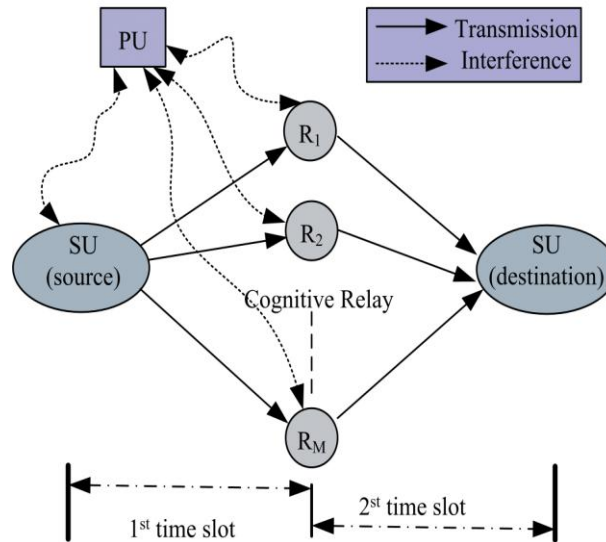 PU
Transmission
Interference
R1
R2
SU
(source)
SU
(destination)
Cognitive Relay
RM
1st time slot
2st time slot